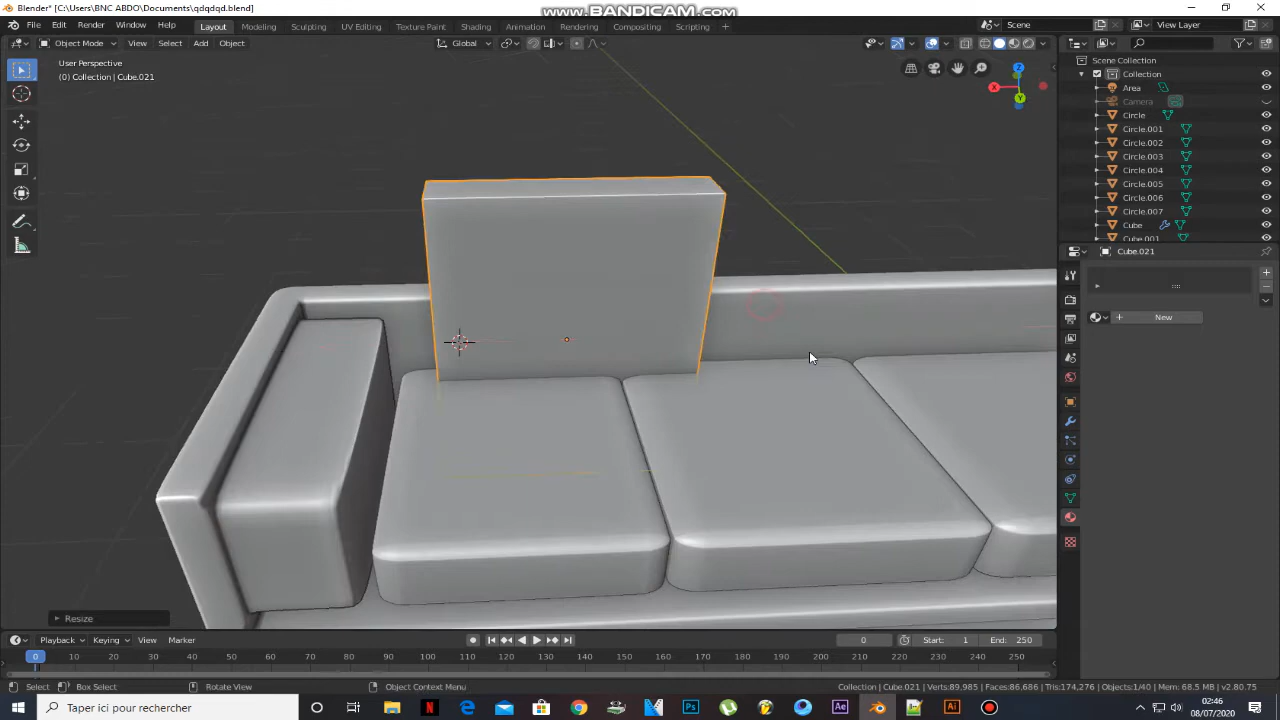 Blender* [C:\Users\BNC ABDO\Documents\qdqdqd.blend]
www.BANDICAM.com
File Edit Render Window Help Layout Modeling Sculpting UV Editing Texture Paint Shading Animation Rendering Compositing Scripting + Scene View Layer
Object Mode View Select Add Object Global
User Perspective
(0) Collection | Cube.021
Z
X
Y
Scene Collection
Collection
Area
Camera
Circle
Circle.001
Circle.002
Circle.003
Circle.004
Circle.005
Circle.006
Circle.007
Cube
Cube.001
Cube.021
+ New
Resize
Playback Keying View Marker 0 Start: 1 End: 250
0 10 20 30 40 50 60 70 80 90 100 110 120 130 140 150 160 170 180 190 200 210 220 230 240 250
Select Box Select Rotate View Object Context Menu Collection | Cube.021 | Verts:89,985 | Faces:86,686 | Tris:174,276 | Objects:1/40 | Mem: 68.5 MB | v2.80.75
Taper ici pour rechercher
02:46
08/07/2020